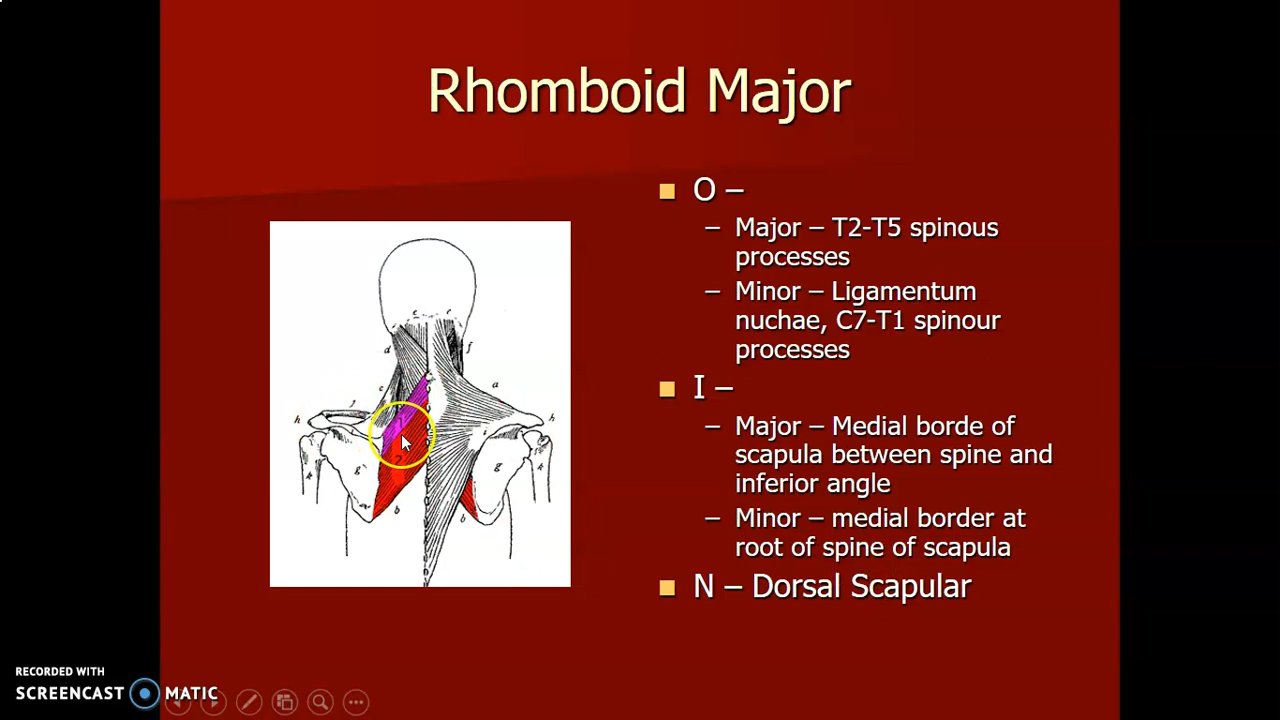 Rhomboid Major
O –
– Major – T2-T5 spinous
processes
– Minor – Ligamentum
nuchae, C7-T1 spinour
processes
I –
– Major – Medial borde of
scapula between spine and
inferior angle
– Minor – medial border at
root of spine of scapula
N – Dorsal Scapular
e e
d f
c a
h h
i
g g
k k
b b
RECORDED WITH
SCREENCAST MATIC